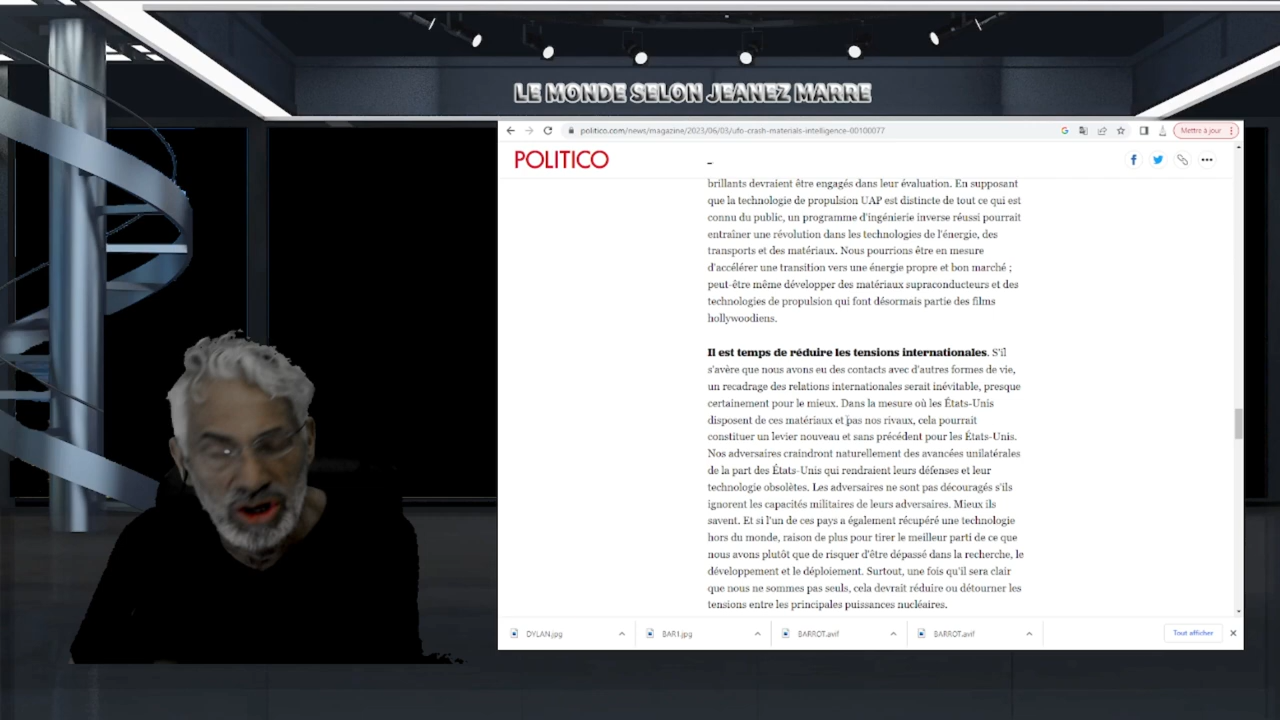 LE MONDE SELON JEANEZ MARRE
politico.com/news/magazine/2023/06/03/ufo-crash-materials-intelligence-00100077
Mettre à jour
POLITICO
brillants devraient être engagés dans leur évaluation. En supposant
que la technologie de propulsion UAP est distincte de tout ce qui est
connu du public, un programme d'ingénierie inverse réussi pourrait
entraîner une révolution dans les technologies de l'énergie, des
transports et des matériaux. Nous pourrions être en mesure
d'accélérer une transition vers une énergie propre et bon marché ;
peut-être même développer des matériaux supraconducteurs et des
technologies de propulsion qui font désormais partie des films
hollywoodiens.
Il est temps de réduire les tensions internationales. S'il
s'avère que nous avons eu des contacts avec d'autres formes de vie,
un recadrage des relations internationales serait inévitable, presque
certainement pour le mieux. Dans la mesure où les États-Unis
disposent de ces matériaux et pas nos rivaux, cela pourrait
constituer un levier nouveau et sans précédent pour les États-Unis.
Nos adversaires craindront naturellement des avancées unilatérales
de la part des États-Unis qui rendraient leurs défenses et leur
technologie obsolètes. Les adversaires ne sont pas découragés s'ils
ignorent les capacités militaires de leurs adversaires. Mieux ils
savent. Et si l'un de ces pays a également récupéré une technologie
hors du monde, raison de plus pour tirer le meilleur parti de ce que
nous avons plutôt que de risquer d'être dépassé dans la recherche, le
développement et le déploiement. Surtout, une fois qu'il sera clair
que nous ne sommes pas seuls, cela devrait réduire ou détourner les
tensions entre les principales puissances nucléaires.
DYLAN.jpg
BAR1.jpg
BARROT.avif
BARROT.avif
Tout afficher